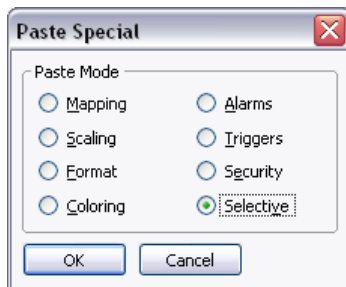 Paste Special
Paste Mode
Mapping
Alarms
Scaling
Triggers
Format
Security
Coloring
Selective
OK
Cancel